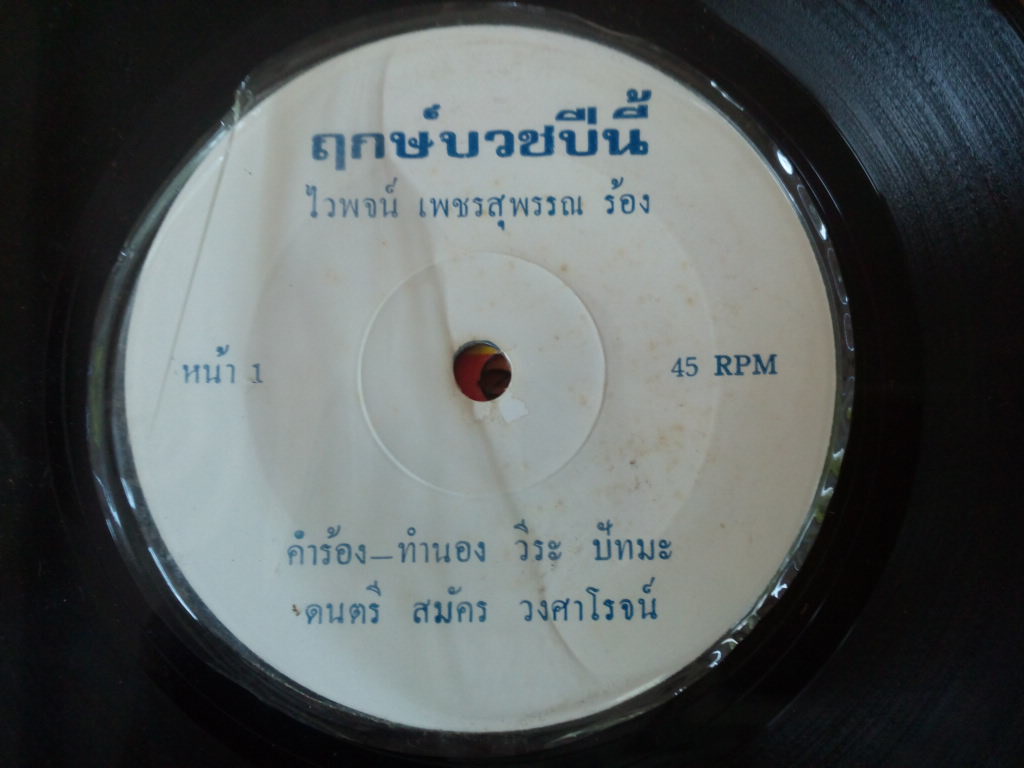 ฤกษ์บวชปีนี้
ไวพจน์ เพชรสุพรรณ ร้อง
หน้า 1
45 RPM
คำร้อง—ทำนอง วีระ ปัทมะ
ดนตรี สมัคร วงศาโรจน์